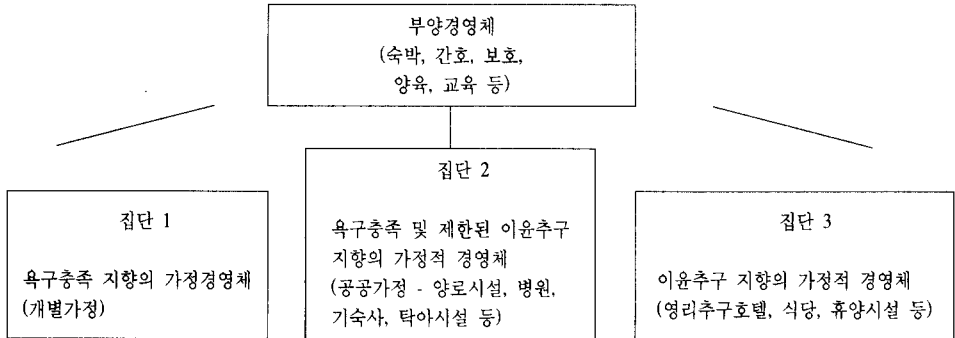 부양경영체
(숙박, 간호, 보호,
양육, 교육 등)
집단 1
욕구충족 지향의 가정경영체
(개별가정)
집단 2
욕구충족 및 제한된 이윤추구
지향의 가정적 경영체
(공공가정 - 양로시설, 병원,
기숙사, 탁아시설 등)
집단 3
이윤추구 지향의 가정적 경영체
(영리추구호텔, 식당, 휴양시설 등)